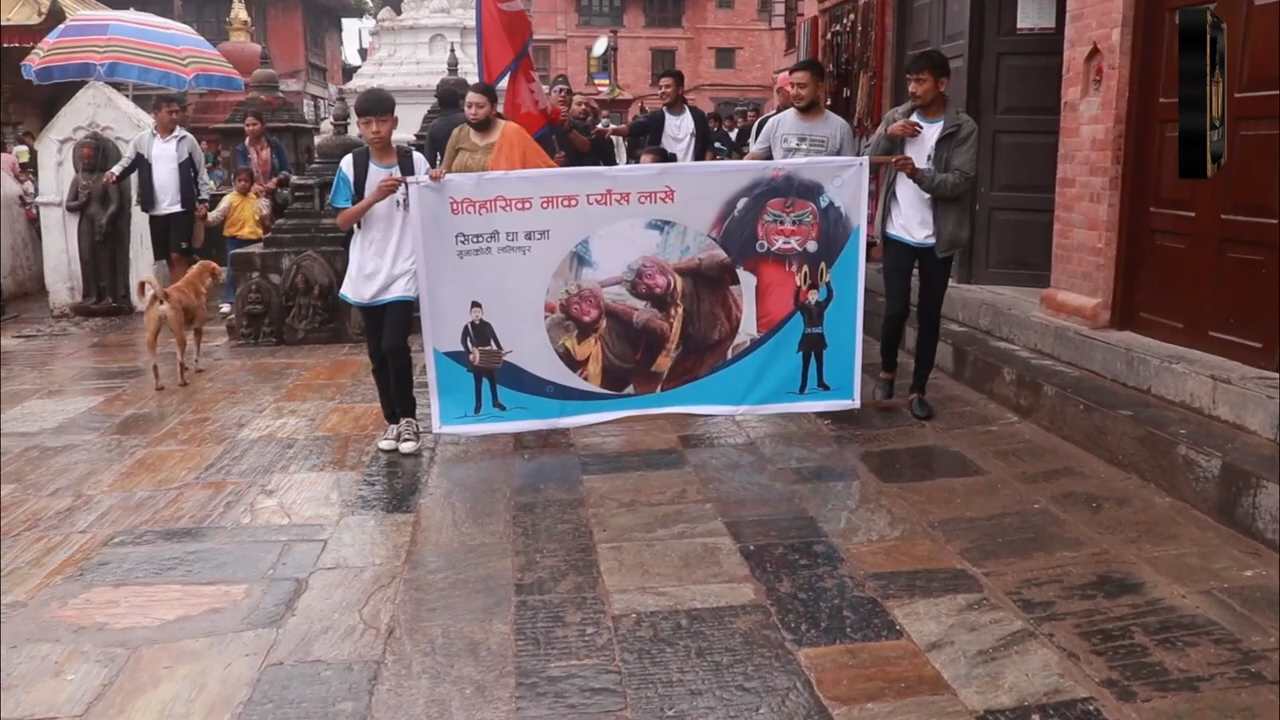 ऐतिहासिक माक प्याँख लाखे
सिकमी घा बाजा
सुनाकोठी, ललितपुर